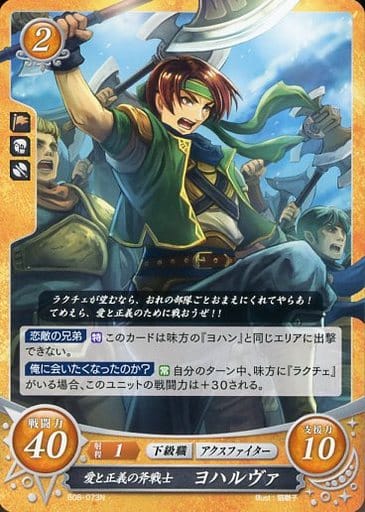 2
ラクチェが望むなら、おれの部隊ごとおまえにくれてやらあ！
てめえら、愛と正義のために戦おうぜ!!
恋敵の兄弟 特 このカードは味方の『ヨハン』と同じエリアに出撃
できない。
俺に会いたくなったのか？ 常 自分のターン中、味方に『ラクチェ』
がいる場合、このユニットの戦闘力は＋30される。
戦闘力 40
射程 1
下級職
アクスファイター
支援力 10
愛と正義の斧戦士 ヨハルヴァ
B08-073N
Illust：